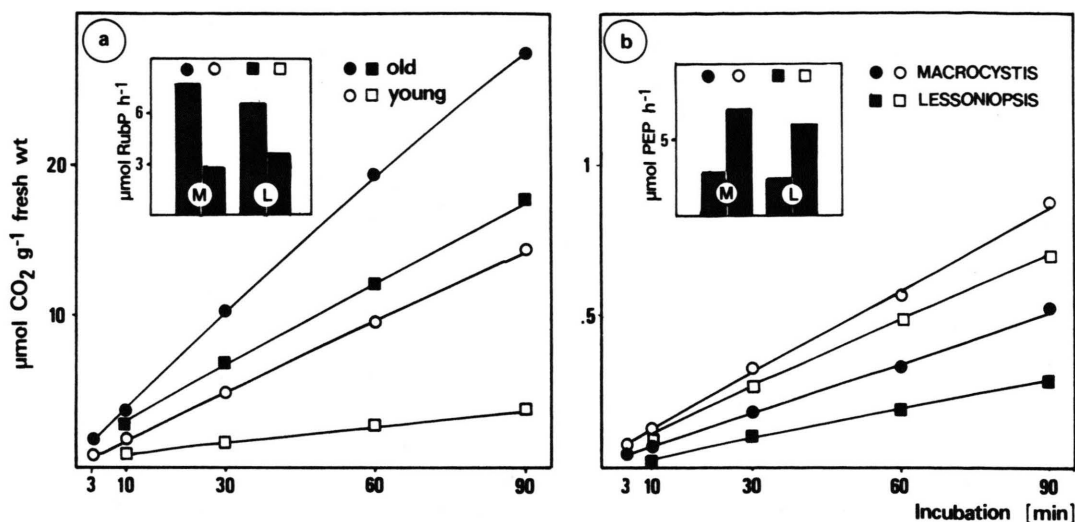 a
old
young
µmol RubP h⁻¹
6
3
M
L
µmol CO₂ g⁻¹ fresh wt
20
10
3
10
30
60
90
b
MACROCYSTIS
LESSONIOPSIS
µmol PEP h⁻¹
5
M
L
1
.5
3
10
30
60
90
Incubation [min]